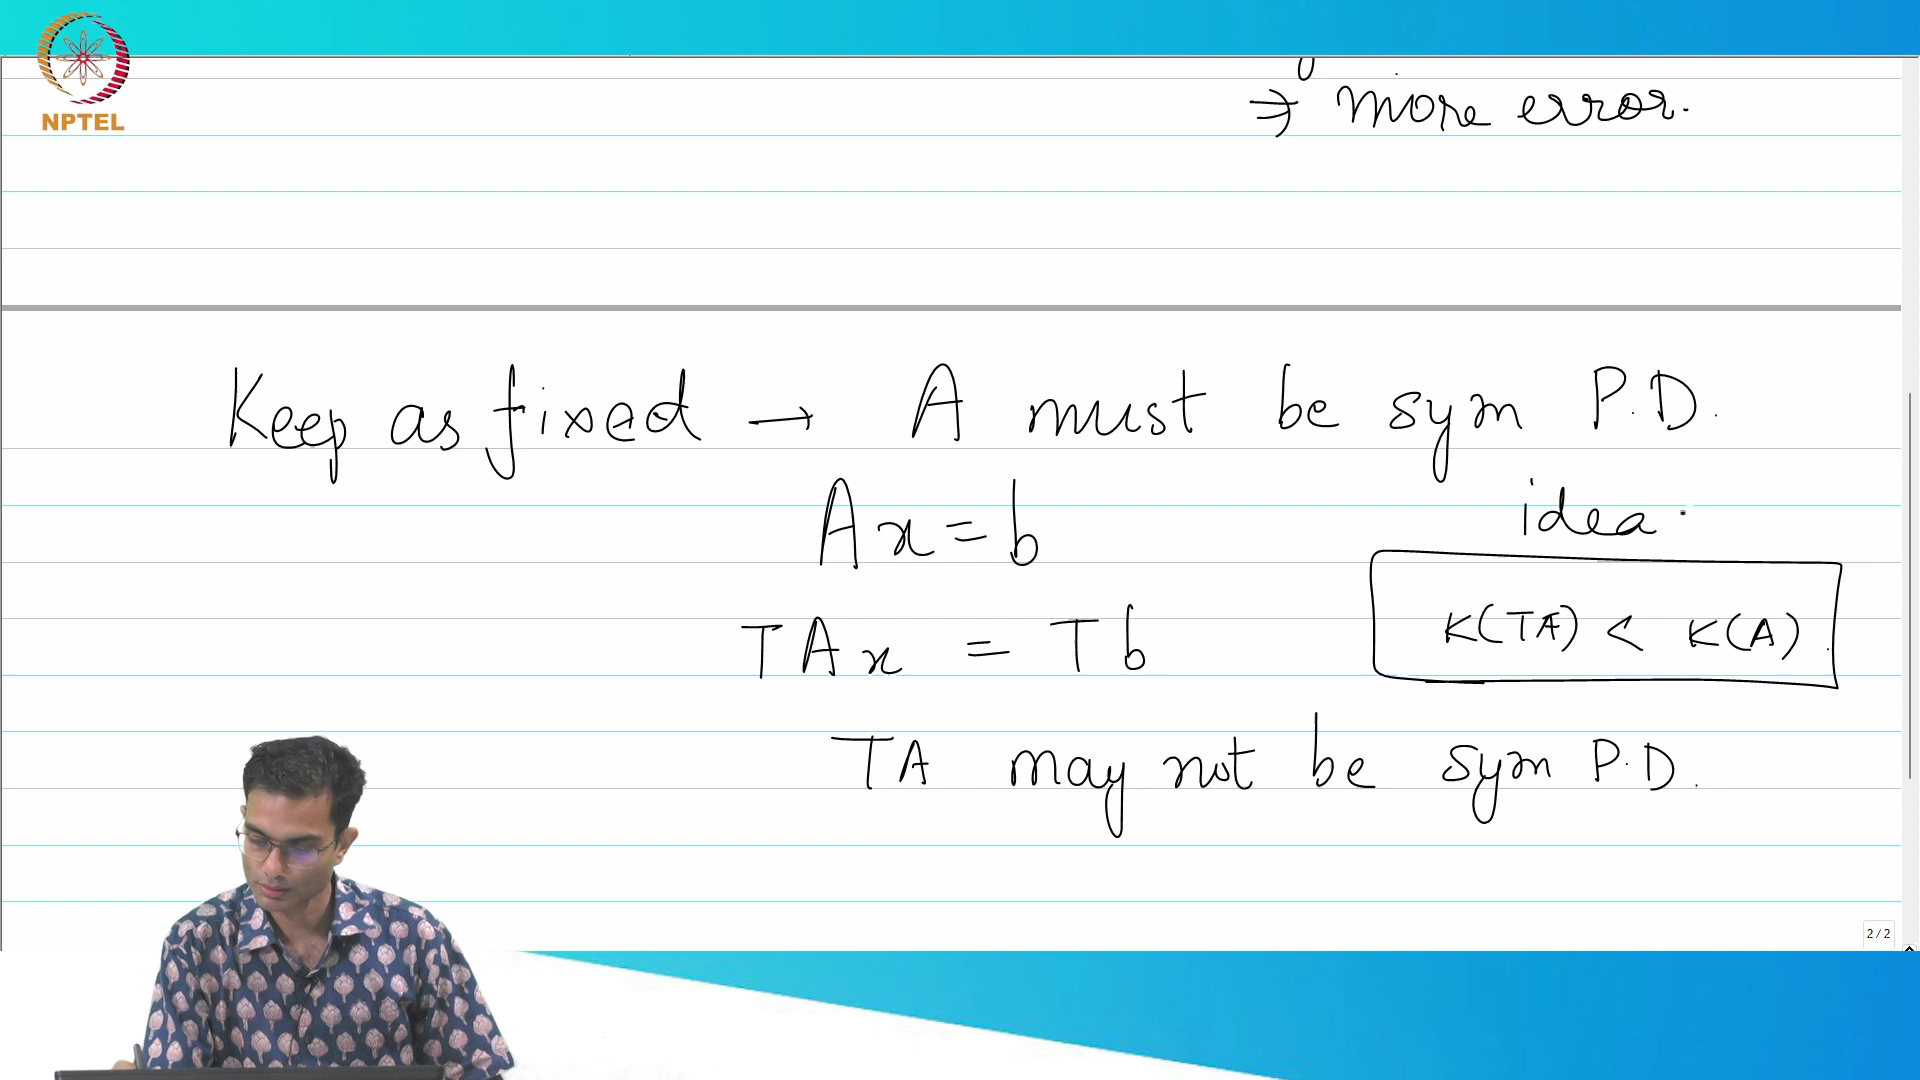 NPTEL
⇒ more error.
Keep as fixed → A must be sym P.D.
Ax = b
idea.
TAx = Tb
K(TA) < K(A)
TA may not be sym P.D.
2/2